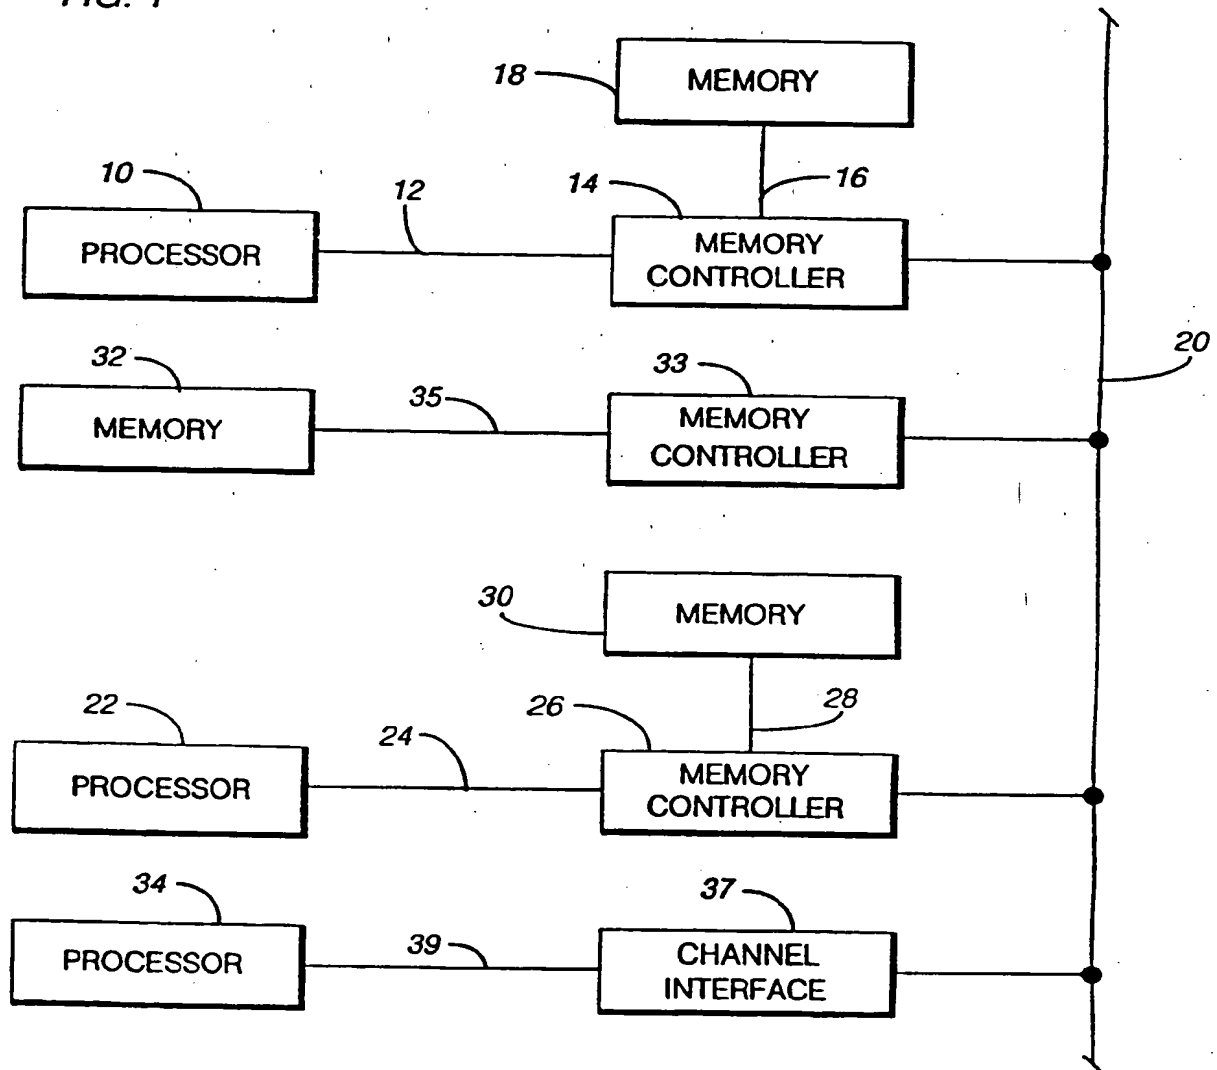 FIG. 1
MEMORY
18
10
12
14
16
PROCESSOR
MEMORY
CONTROLLER
20
32
35
33
MEMORY
MEMORY
CONTROLLER
30
MEMORY
22
24
26
28
PROCESSOR
MEMORY
CONTROLLER
34
39
37
PROCESSOR
CHANNEL
INTERFACE